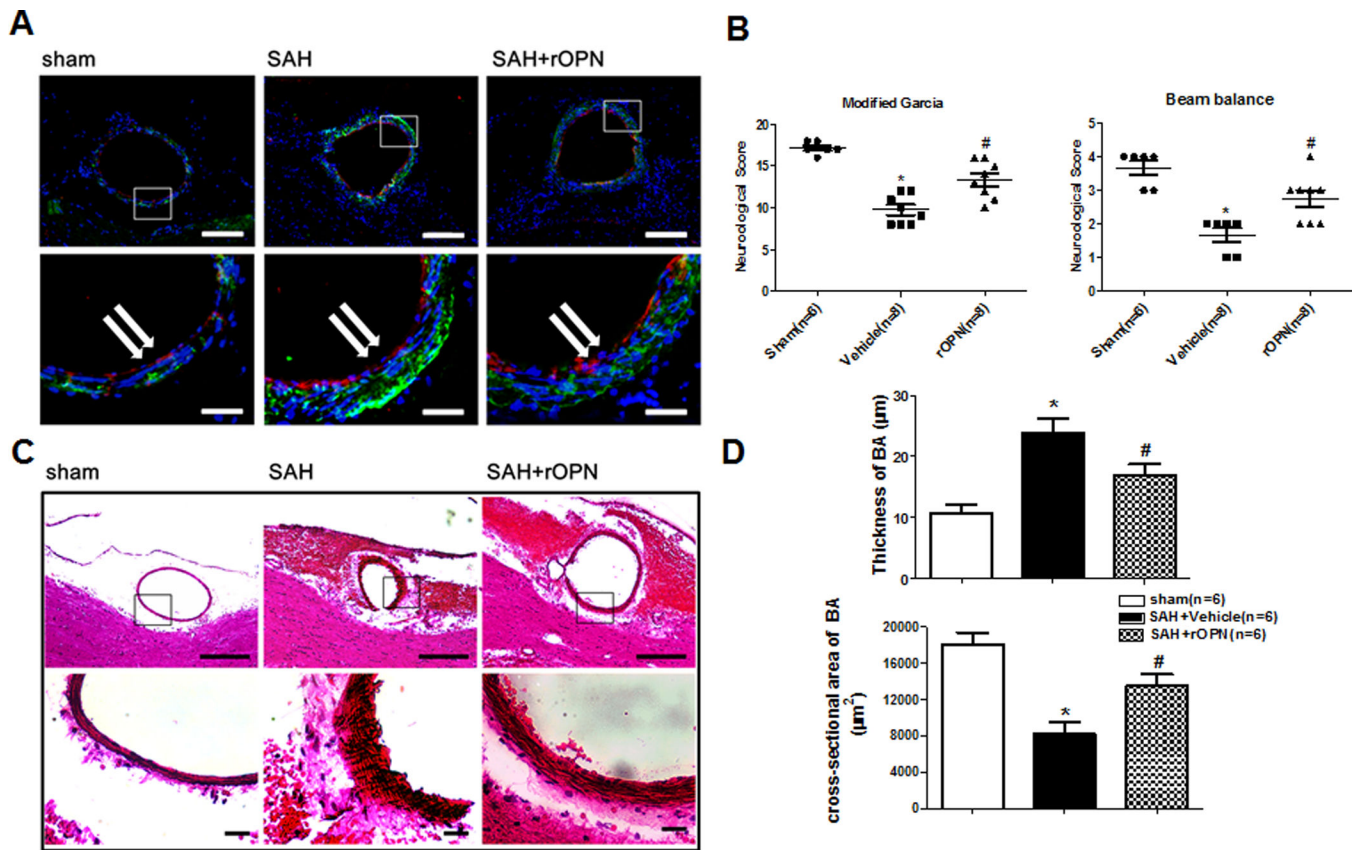 A
sham
SAH
SAH+rOPN
B
Modified Garcia
Neuroological Score
20
15
10
5
0
*
#
Sham(n=6)
Vehicle(n=8)
rOPN(n=8)
Beam balance
Neuroological Score
5
4
3
2
1
0
*
#
Sham(n=6)
Vehicle(n=8)
rOPN(n=8)
C
sham
SAH
SAH+rOPN
D
Thickness of BA (µm)
30
20
10
0
*
#
sham(n=6)
SAH+Vehicle(n=6)
SAH+rOPN(n=6)
cross-sectional area of BA
(µm²)
20000
16000
12000
8000
4000
0
*
#